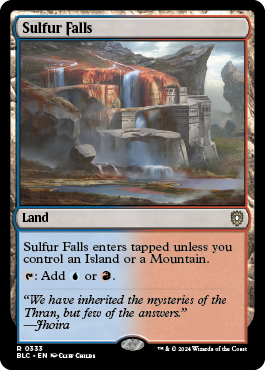 Sulfur Falls
Land
Sulfur Falls enters tapped unless you
control an Island or a Mountain.
: Add or .
“We have inherited the mysteries of the
Thran, but few of the answers.”
—Jhoira
R 0333
BLC • EN Cliff Childs
™ & © 2024 Wizards of the Coast